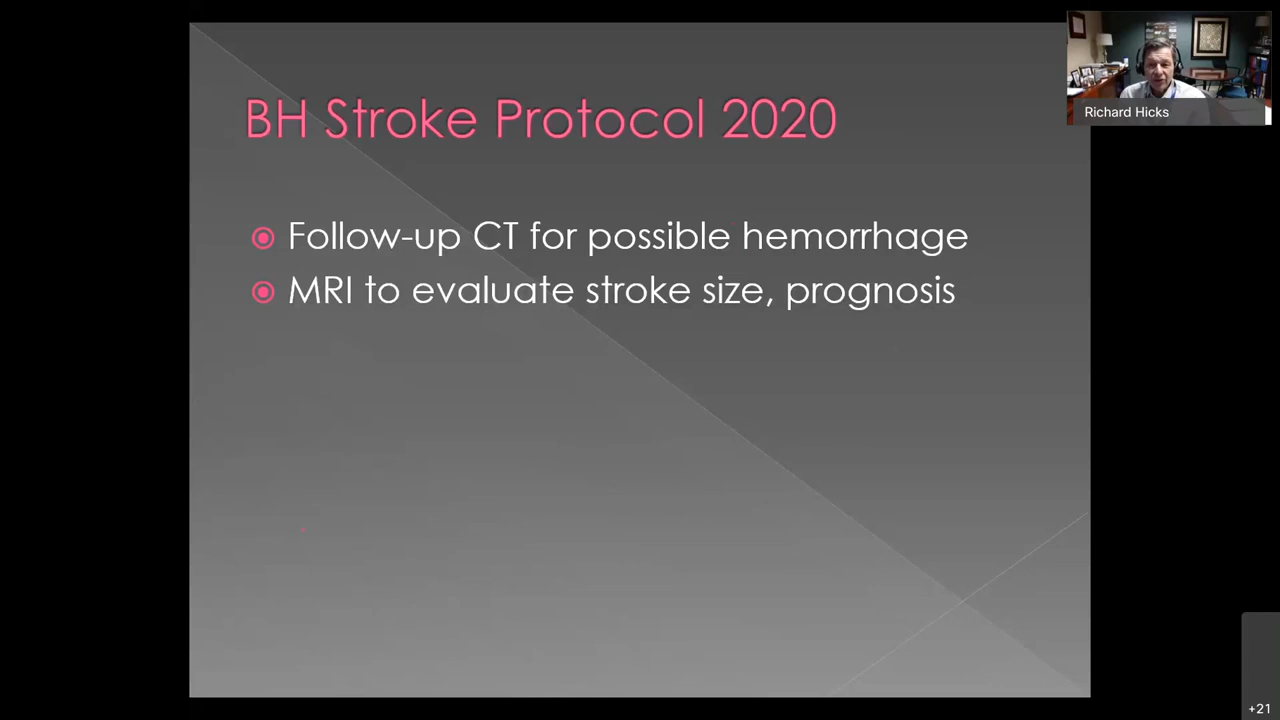 BH Stroke Protocol 2020
Follow-up CT for possible hemorrhage
MRI to evaluate stroke size, prognosis
Richard Hicks
+21